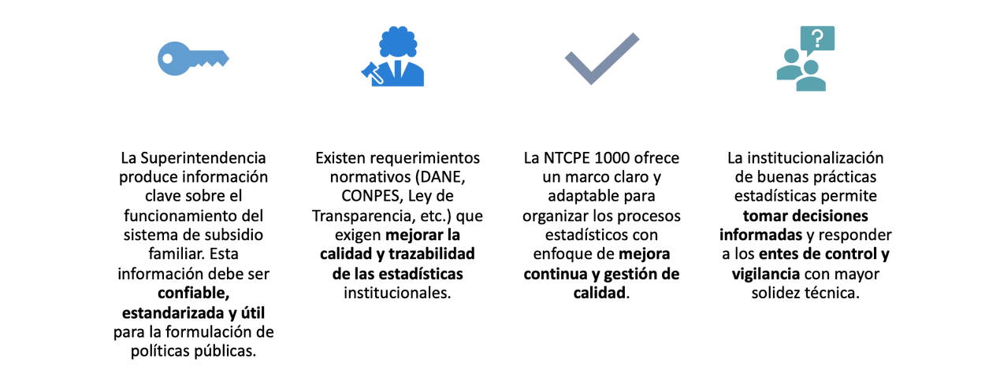 ?
La Superintendencia
produce información
clave sobre el
funcionamiento del
sistema de subsidio
familiar. Esta
información debe ser
confiable,
estandarizada y útil
para la formulación de
políticas públicas.
Existen requerimientos
normativos (DANE,
CONPES, Ley de
Transparencia, etc.) que
exigen mejorar la
calidad y trazabilidad
de las estadísticas
institucionales.
La NTCPE 1000 ofrece
un marco claro y
adaptable para
organizar los procesos
estadísticos con
enfoque de mejora
continua y gestión de
calidad.
La institucionalización
de buenas prácticas
estadísticas permite
tomar decisiones
informadas y responder
a los entes de control y
vigilancia con mayor
solidez técnica.